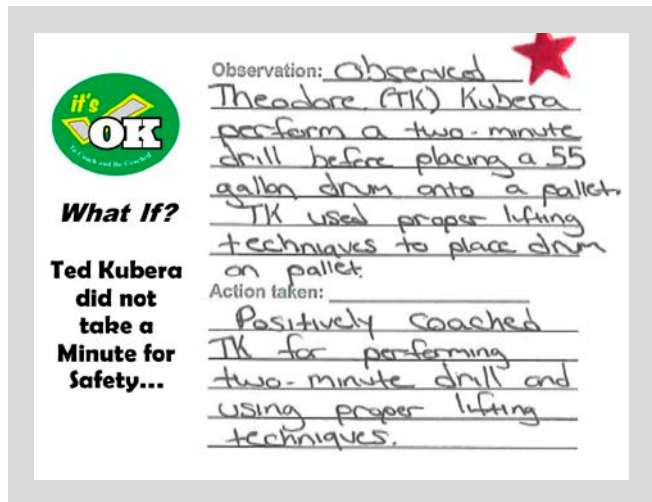 it's
OK
To Coach and Be Coached
What If?
Ted Kubera
did not
take a
Minute for
Safety...
Observation: Observed
Theodore (TK) Kubera
perform a two-minute
drill before placing a 55
gallon drum onto a pallet.
TK used proper lifting
techniques to place drum
on pallet.
Action taken:
Positively coached
TK for performing
two-minute drill and
using proper lifting
techniques.